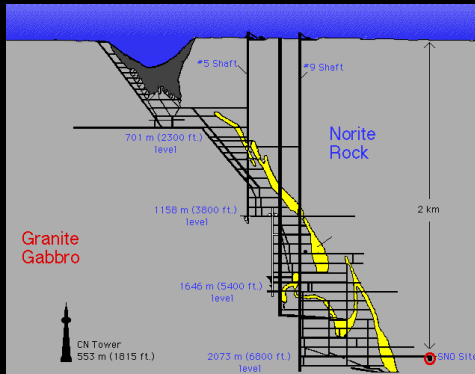 #5 Shaft
#9 Shaft
Norite
Rock
701 m (2300 ft.)
level
2 km
1158 m (3800 ft.)
level
Granite
Gabbro
1646 m (5400 ft.)
level
CN Tower
553 m (1815 ft.)
2073 m (6800 ft.)
level
SNO Site